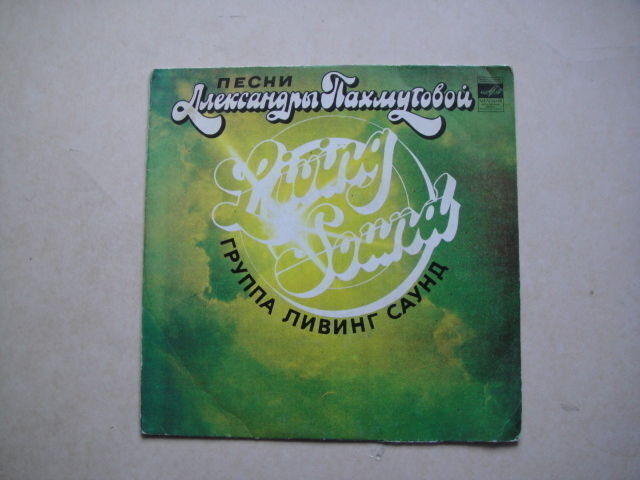 ПЕСНИ
Александры Пахмутовой
Living
Sound
ГРУППА ЛИВИНГ САУНД